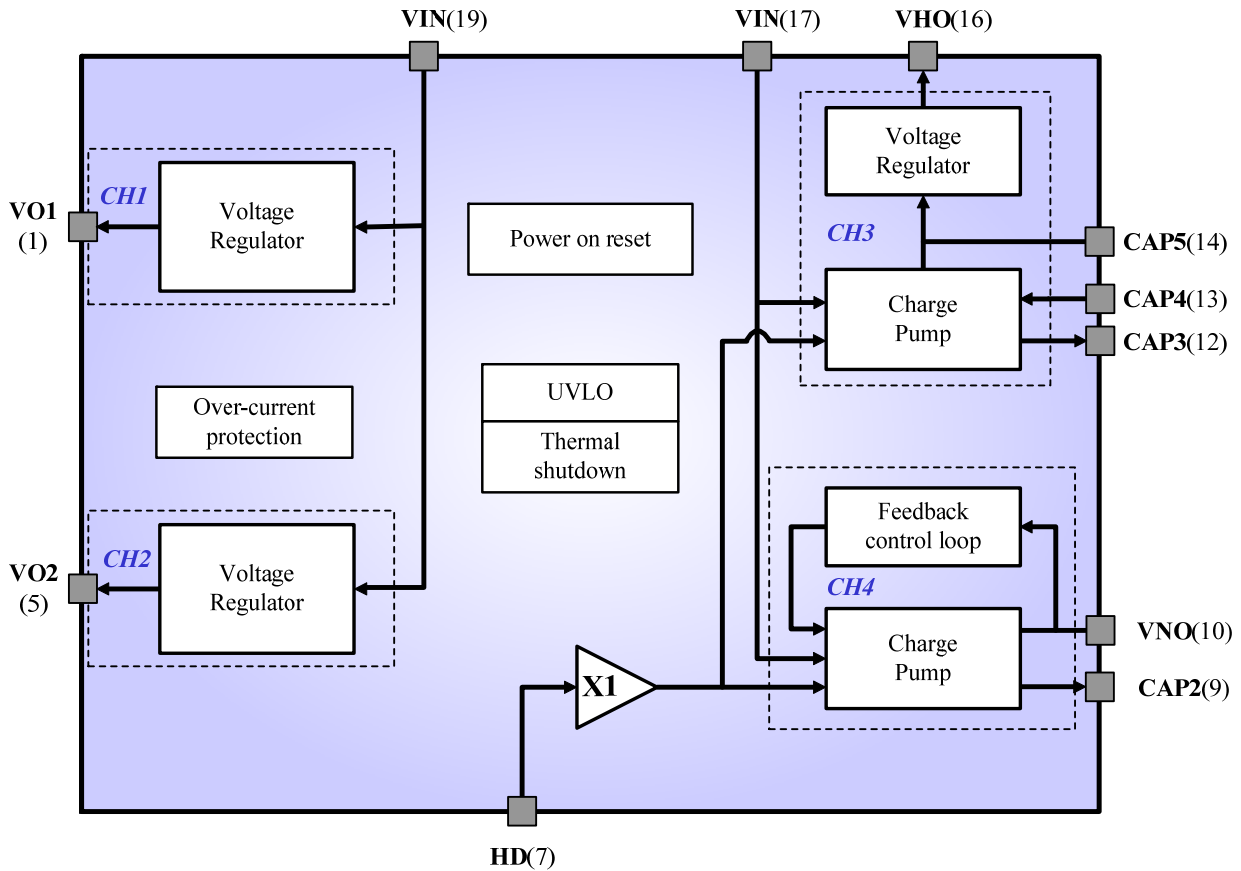 VIN(19)
VIN(17)
VHO(16)
CH1
Voltage
Regulator
VO1
(1)
Power on reset
Voltage
Regulator
CH3
CAP5(14)
Charge
Pump
CAP4(13)
CAP3(12)
Over-current
protection
UVLO
Thermal
shutdown
CH2
Voltage
Regulator
VO2
(5)
Feedback
control loop
CH4
Charge
Pump
VNO(10)
CAP2(9)
X1
HD(7)